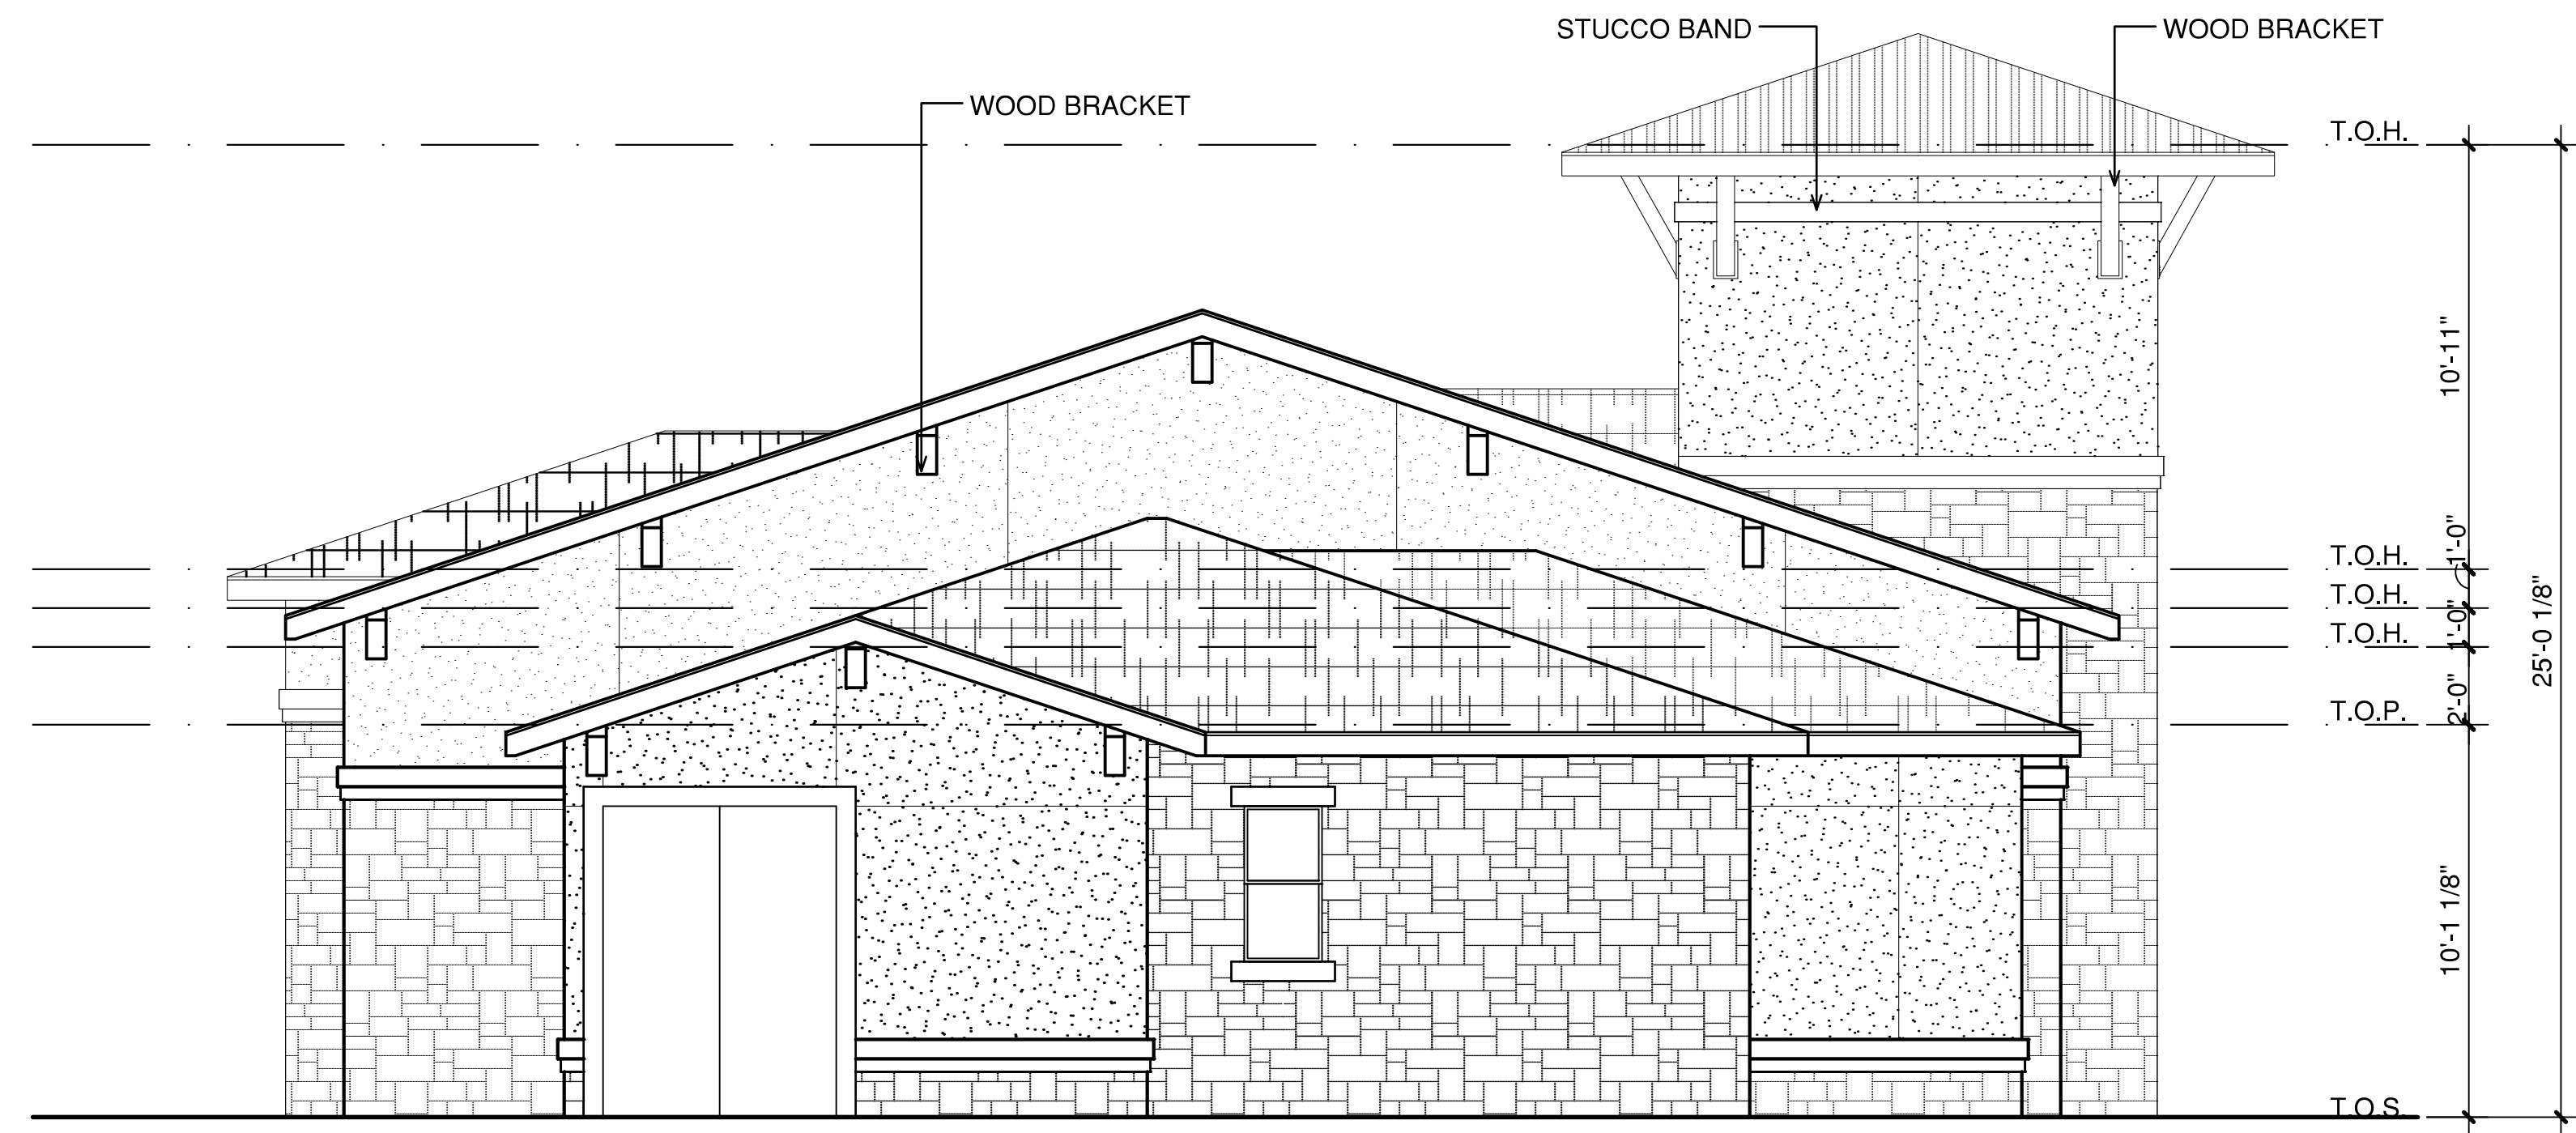 STUCCO BAND
WOOD BRACKET
WOOD BRACKET
T.O.H.
10'-11"
1'-0"
T.O.H.
T.O.H.
1'-0"
T.O.H.
25'-0 1/8"
2'-0"
T.O.P.
10'-1 1/8"
T.O.S.